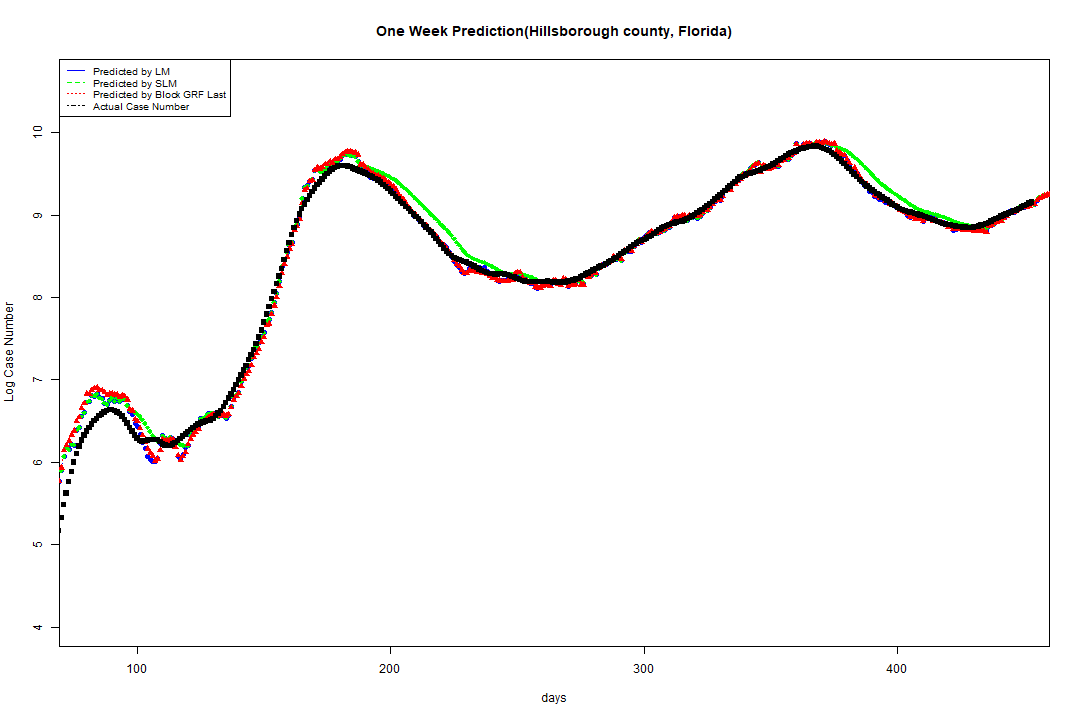 One Week Prediction(Hillsborough county, Florida)
Predicted by LM
Predicted by SLM
Predicted by Block GRF Last
Actual Case Number
10
9
8
7
6
5
4
Log Case Number
100 200 300 400
days